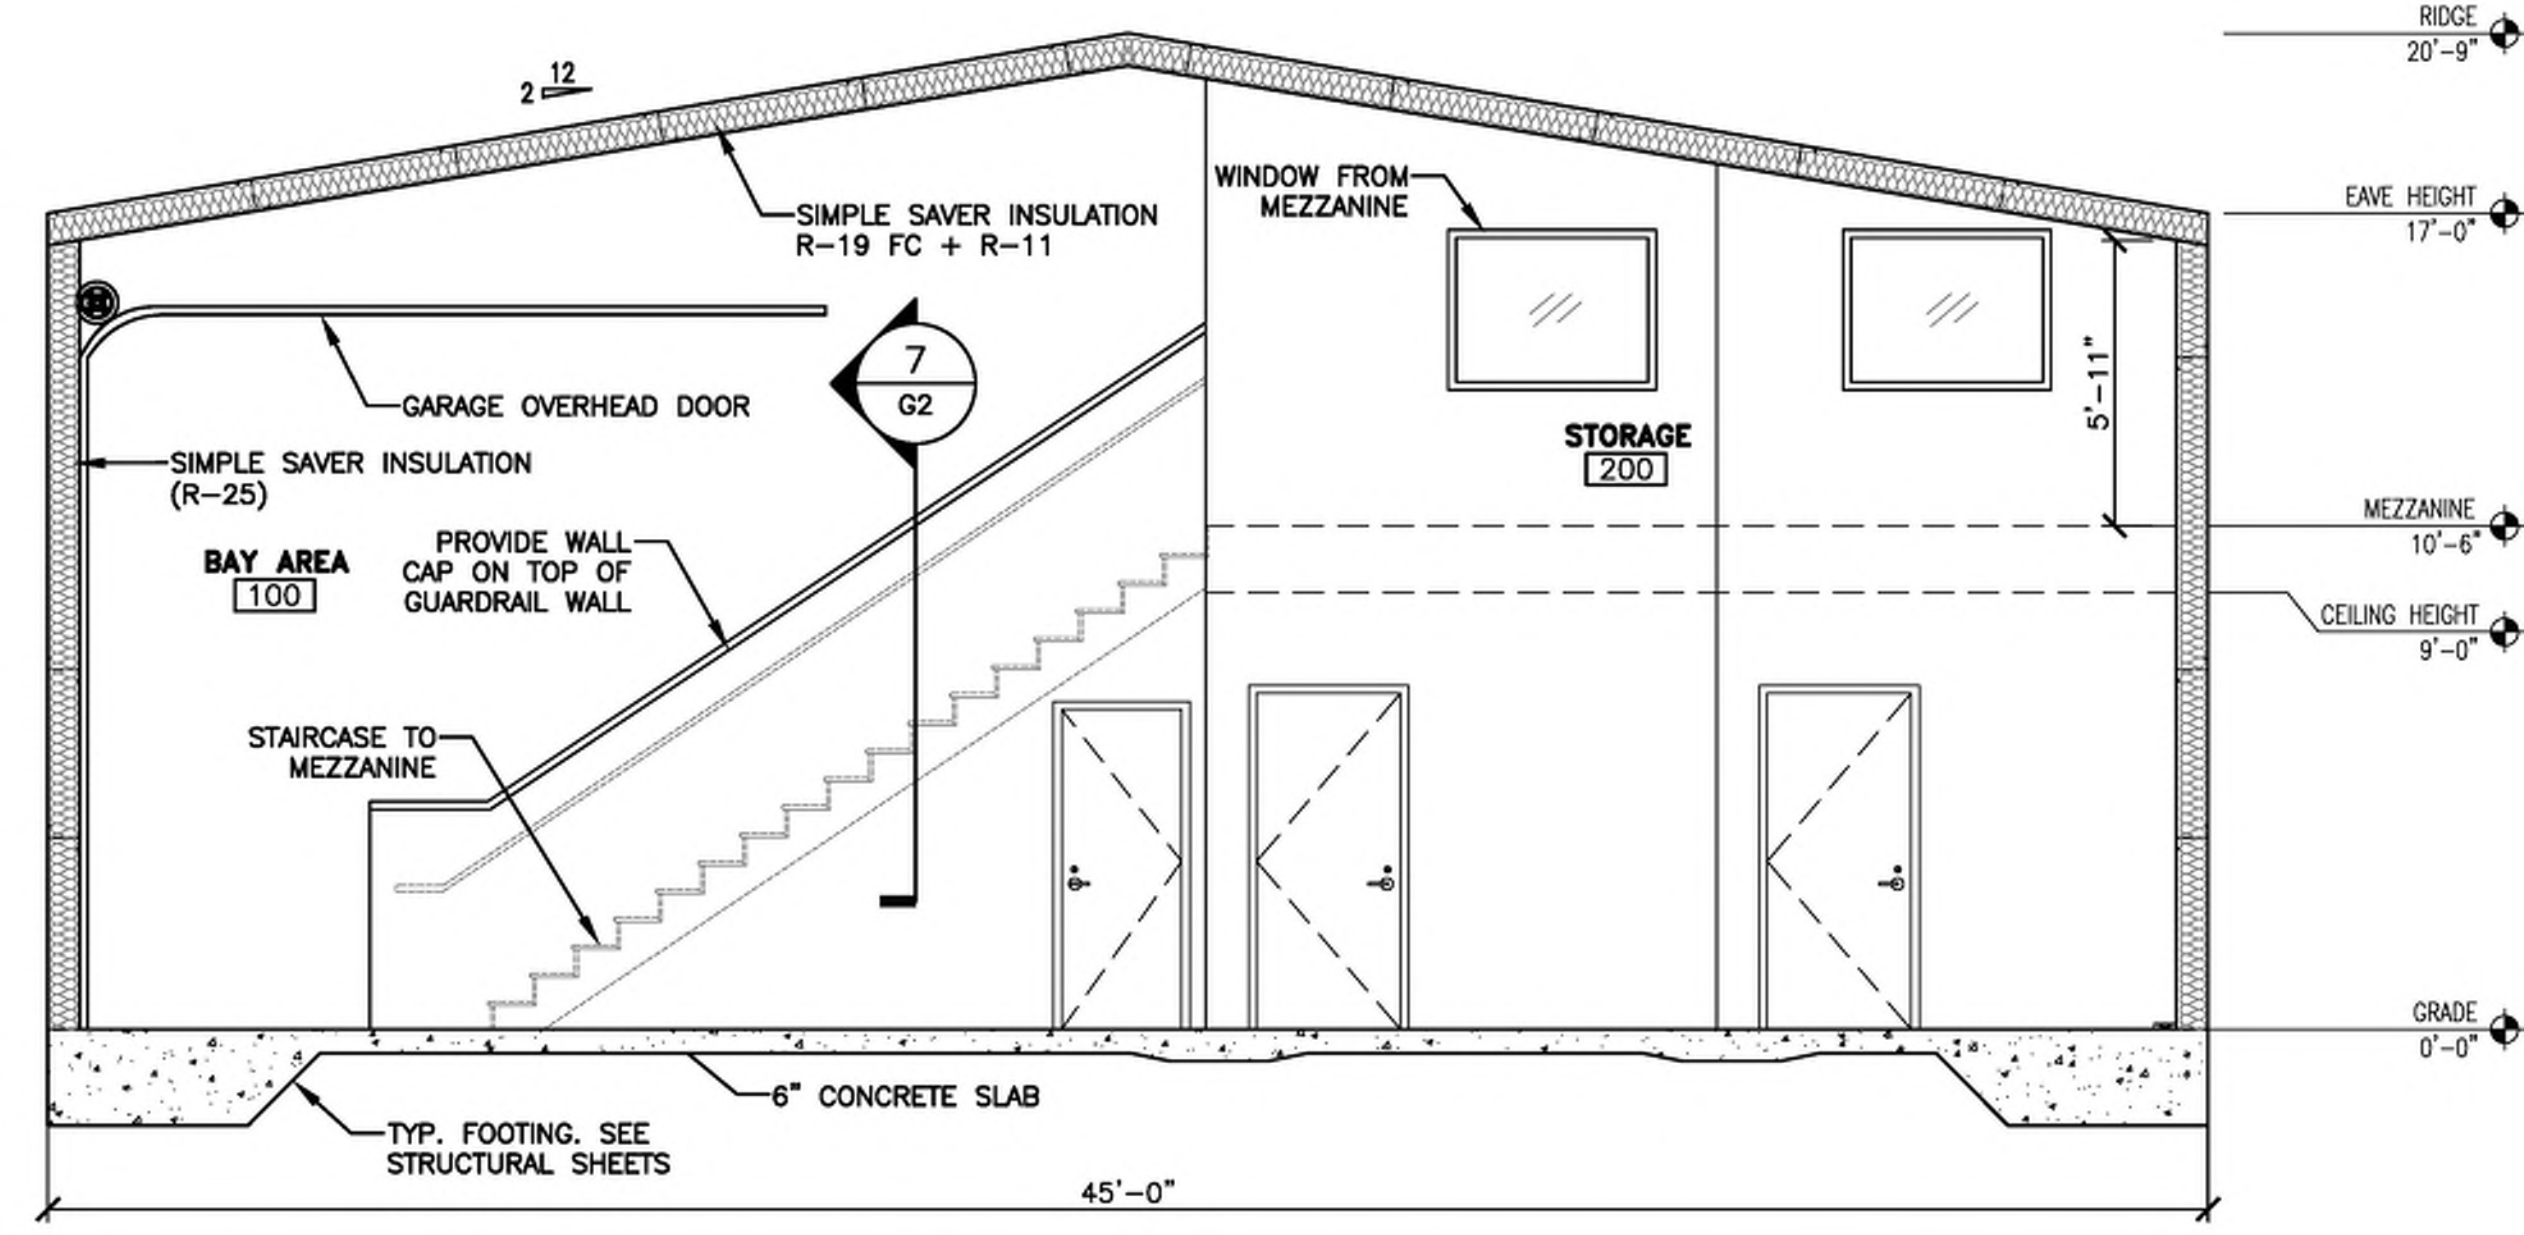 RIDGE
20'-9"
12
2
EAVE HEIGHT
17'-0"
WINDOW FROM
MEZZANINE
SIMPLE SAVER INSULATION
R-19 FC + R-11
7
G2
5'-11"
GARAGE OVERHEAD DOOR
STORAGE
200
SIMPLE SAVER INSULATION
(R-25)
MEZZANINE
10'-6"
PROVIDE WALL
CAP ON TOP OF
GUARDRAIL WALL
BAY AREA
100
CEILING HEIGHT
9'-0"
STAIRCASE TO
MEZZANINE
GRADE
0'-0"
6" CONCRETE SLAB
TYP. FOOTING. SEE
STRUCTURAL SHEETS
45'-0"